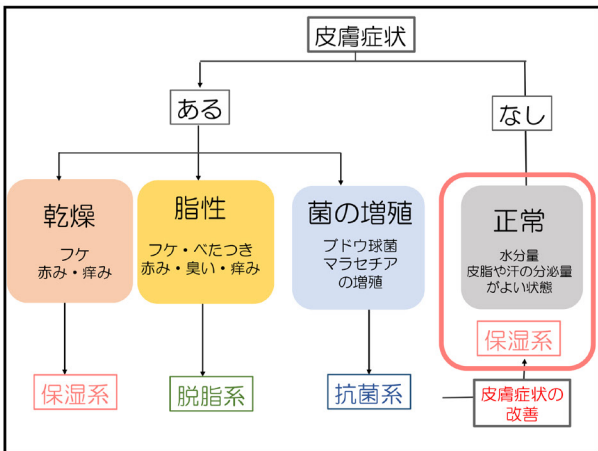 皮膚症状
ある
なし
乾燥
フケ
赤み・痒み
脂性
フケ・べたつき
赤み・臭い・痒み
菌の増殖
ブドウ球菌
マラセチア
の増殖
正常
水分量
皮脂や汗の分泌量
がよい状態
保湿系
脱脂系
抗菌系
保湿系
皮膚症状の
改善